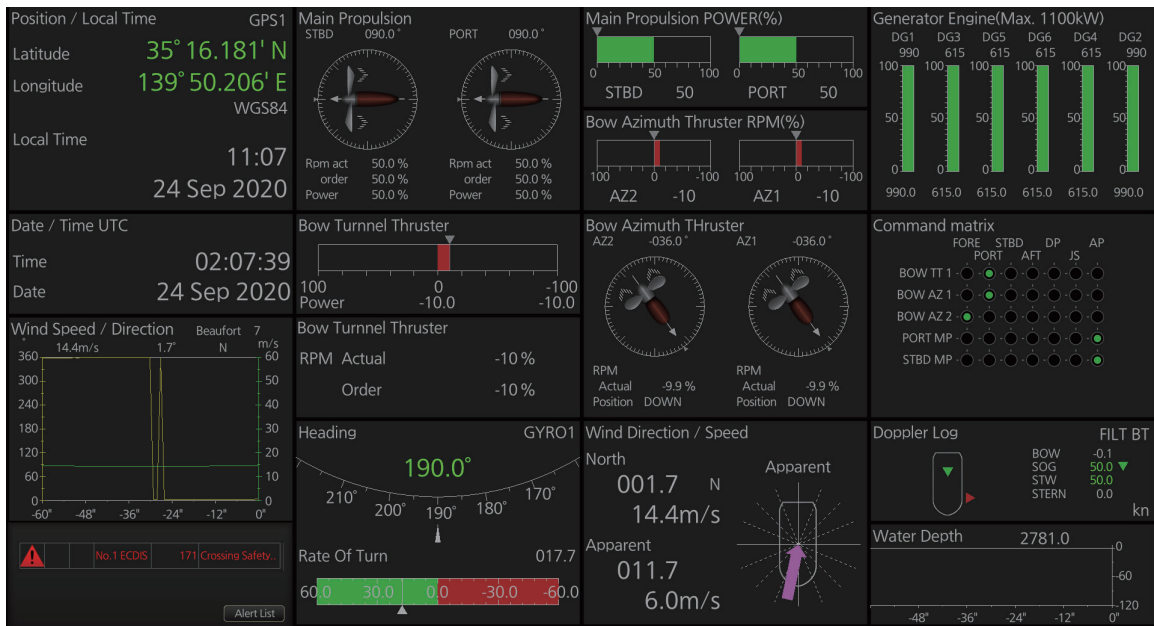 Position / Local Time GPS1
Latitude 35° 16.181' N
Longitude 139° 50.206' E
WGS84
Local Time
11:07
24 Sep 2020
Main Propulsion
STBD 090.0° PORT 090.0°
Rpm act 50.0 % Rpm act 50.0 %
order 50.0 % order 50.0 %
Power 50.0 % Power 50.0 %
Main Propulsion POWER(%)
0 50 100 0 50 100
STBD 50 PORT 50
Bow Azimuth Thruster RPM(%)
100 0 -100 100 0 -100
AZ2 -10 AZ1 -10
Generator Engine(Max. 1100kW)
DG1 DG3 DG5 DG6 DG4 DG2
990 615 615 615 615 990
100 100 100 100 100 100
50 50 50 50 50 50
0 0 0 0 0 0
990.0 615.0 615.0 615.0 615.0 990.0
Date / Time UTC
Time 02:07:39
Date 24 Sep 2020
Bow Turnnel Thruster
100 0 -100
Power -10.0 -10.0
Bow Azimuth THruster
AZ2 -036.0° AZ1 -036.0°
RPM RPM
Actual -9.9 % Actual -9.9 %
Position DOWN Position DOWN
Command matrix
FORE STBD DP AP
PORT AFT JS
BOW TT 1
BOW AZ 1
BOW AZ 2
PORT MP
STBD MP
Wind Speed / Direction Beaufort 7
° 14.4m/s 1.7° N m/s
360 60
300 50
240 40
180 30
120 20
60 10
0 0
-60" -48" -36" -24" -12" 0"
Bow Turnnel Thruster
RPM Actual -10 %
Order -10 %
Heading GYRO1
190.0°
210° 200° 190° 180° 170°
Rate Of Turn 017.7
60.0 30.0 0.0 -30.0 -60.0
Wind Direction / Speed
North
001.7 N
14.4m/s
Apparent
Apparent
011.7
6.0m/s
Doppler Log FILT BT
BOW -0.1
SOG 50.0
STW 50.0
STERN 0.0
kn
Water Depth 2781.0
0
-60
-120
-48" -36" -24" -12" 0"
No.1 ECDIS 171 Crossing Safety..
Alert List